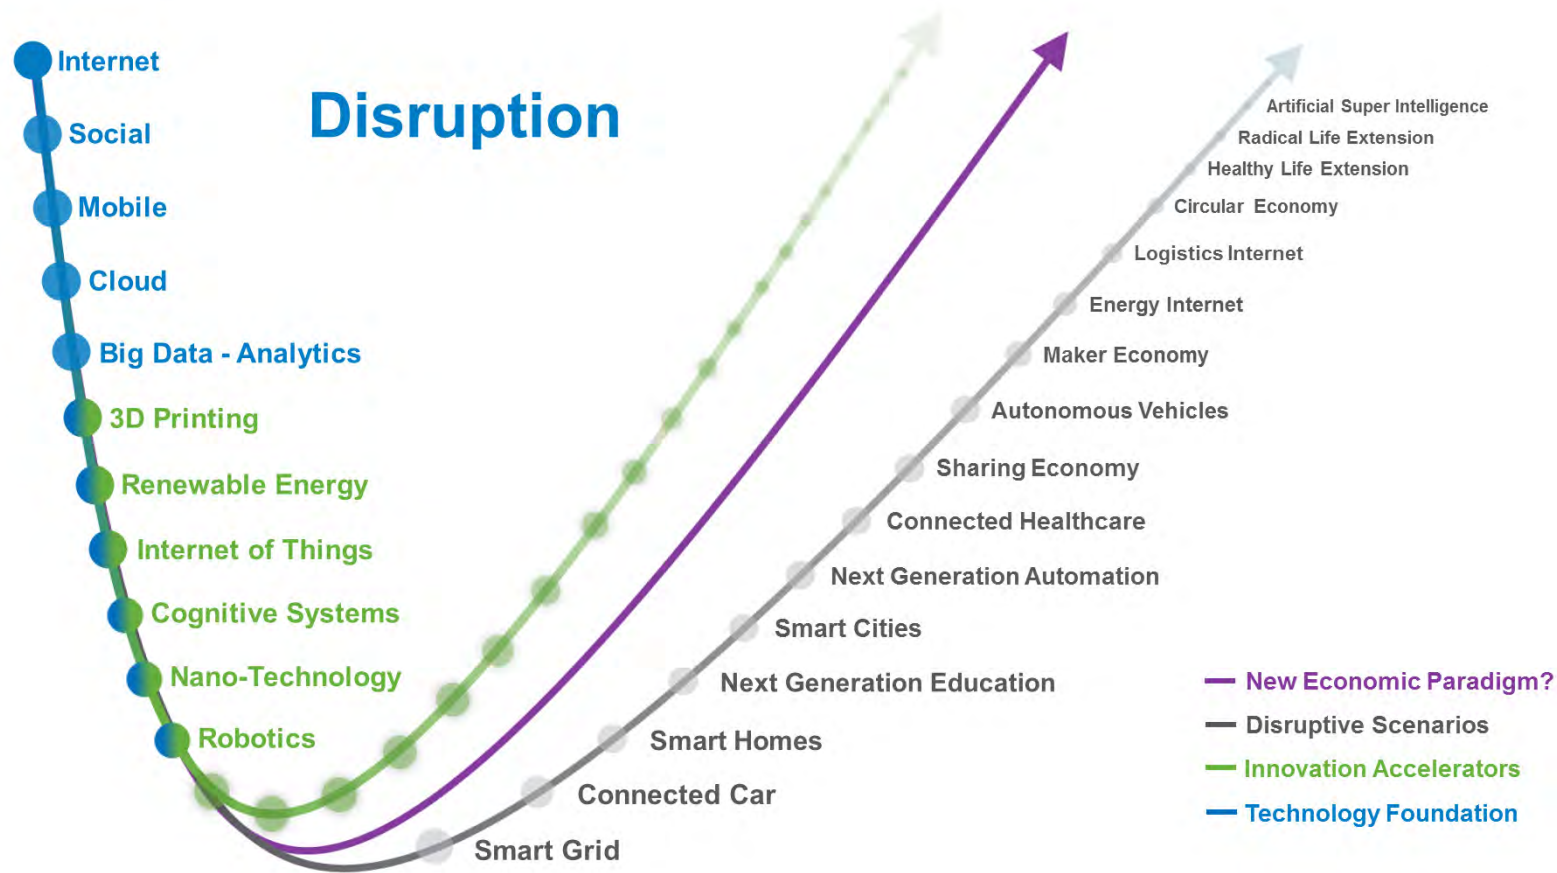 Disruption
Internet
Social
Mobile
Cloud
Big Data - Analytics
3D Printing
Renewable Energy
Internet of Things
Cognitive Systems
Nano-Technology
Robotics
Artificial Super Intelligence
Radical Life Extension
Healthy Life Extension
Circular Economy
Logistics Internet
Energy Internet
Maker Economy
Autonomous Vehicles
Sharing Economy
Connected Healthcare
Next Generation Automation
Smart Cities
Next Generation Education
Smart Homes
Connected Car
Smart Grid
New Economic Paradigm?
Disruptive Scenarios
Innovation Accelerators
Technology Foundation